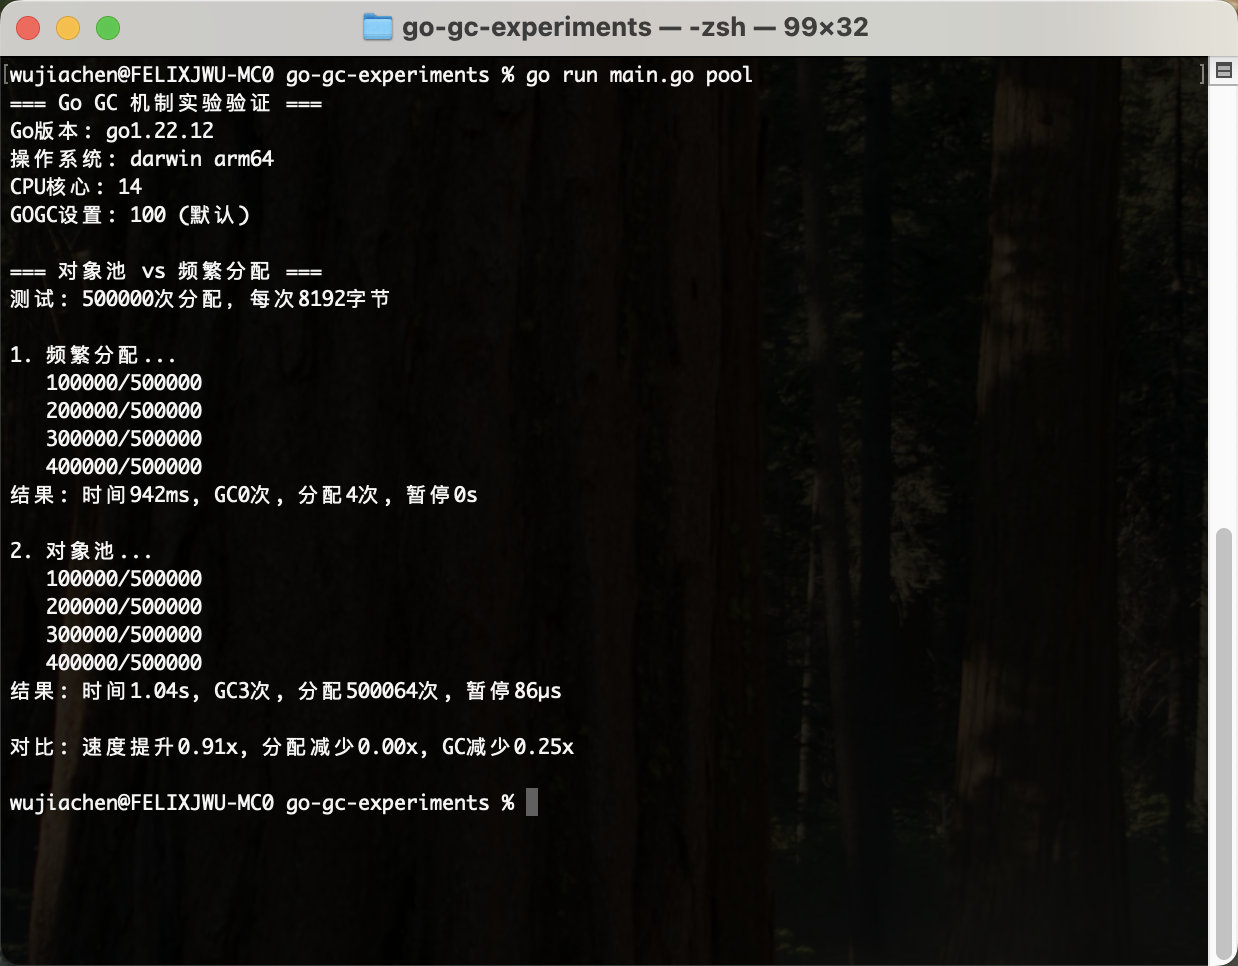 go-gc-experiments — -zsh — 99×32
wujiachen@FELIXJWU-MC0 go-gc-experiments % go run main.go pool
=== Go GC 机制实验验证 ===
Go版本: go1.22.12
操作系统: darwin arm64
CPU核心: 14
GOGC设置: 100 (默认)
=== 对象池 vs 频繁分配 ===
测试: 500000次分配, 每次8192字节
1. 频繁分配...
100000/500000
200000/500000
300000/500000
400000/500000
结果: 时间942ms, GC0次, 分配4次, 暂停0s
2. 对象池...
100000/500000
200000/500000
300000/500000
400000/500000
结果: 时间1.04s, GC3次, 分配500064次, 暂停86µs
对比: 速度提升0.91x, 分配减少0.00x, GC减少0.25x
wujiachen@FELIXJWU-MC0 go-gc-experiments %